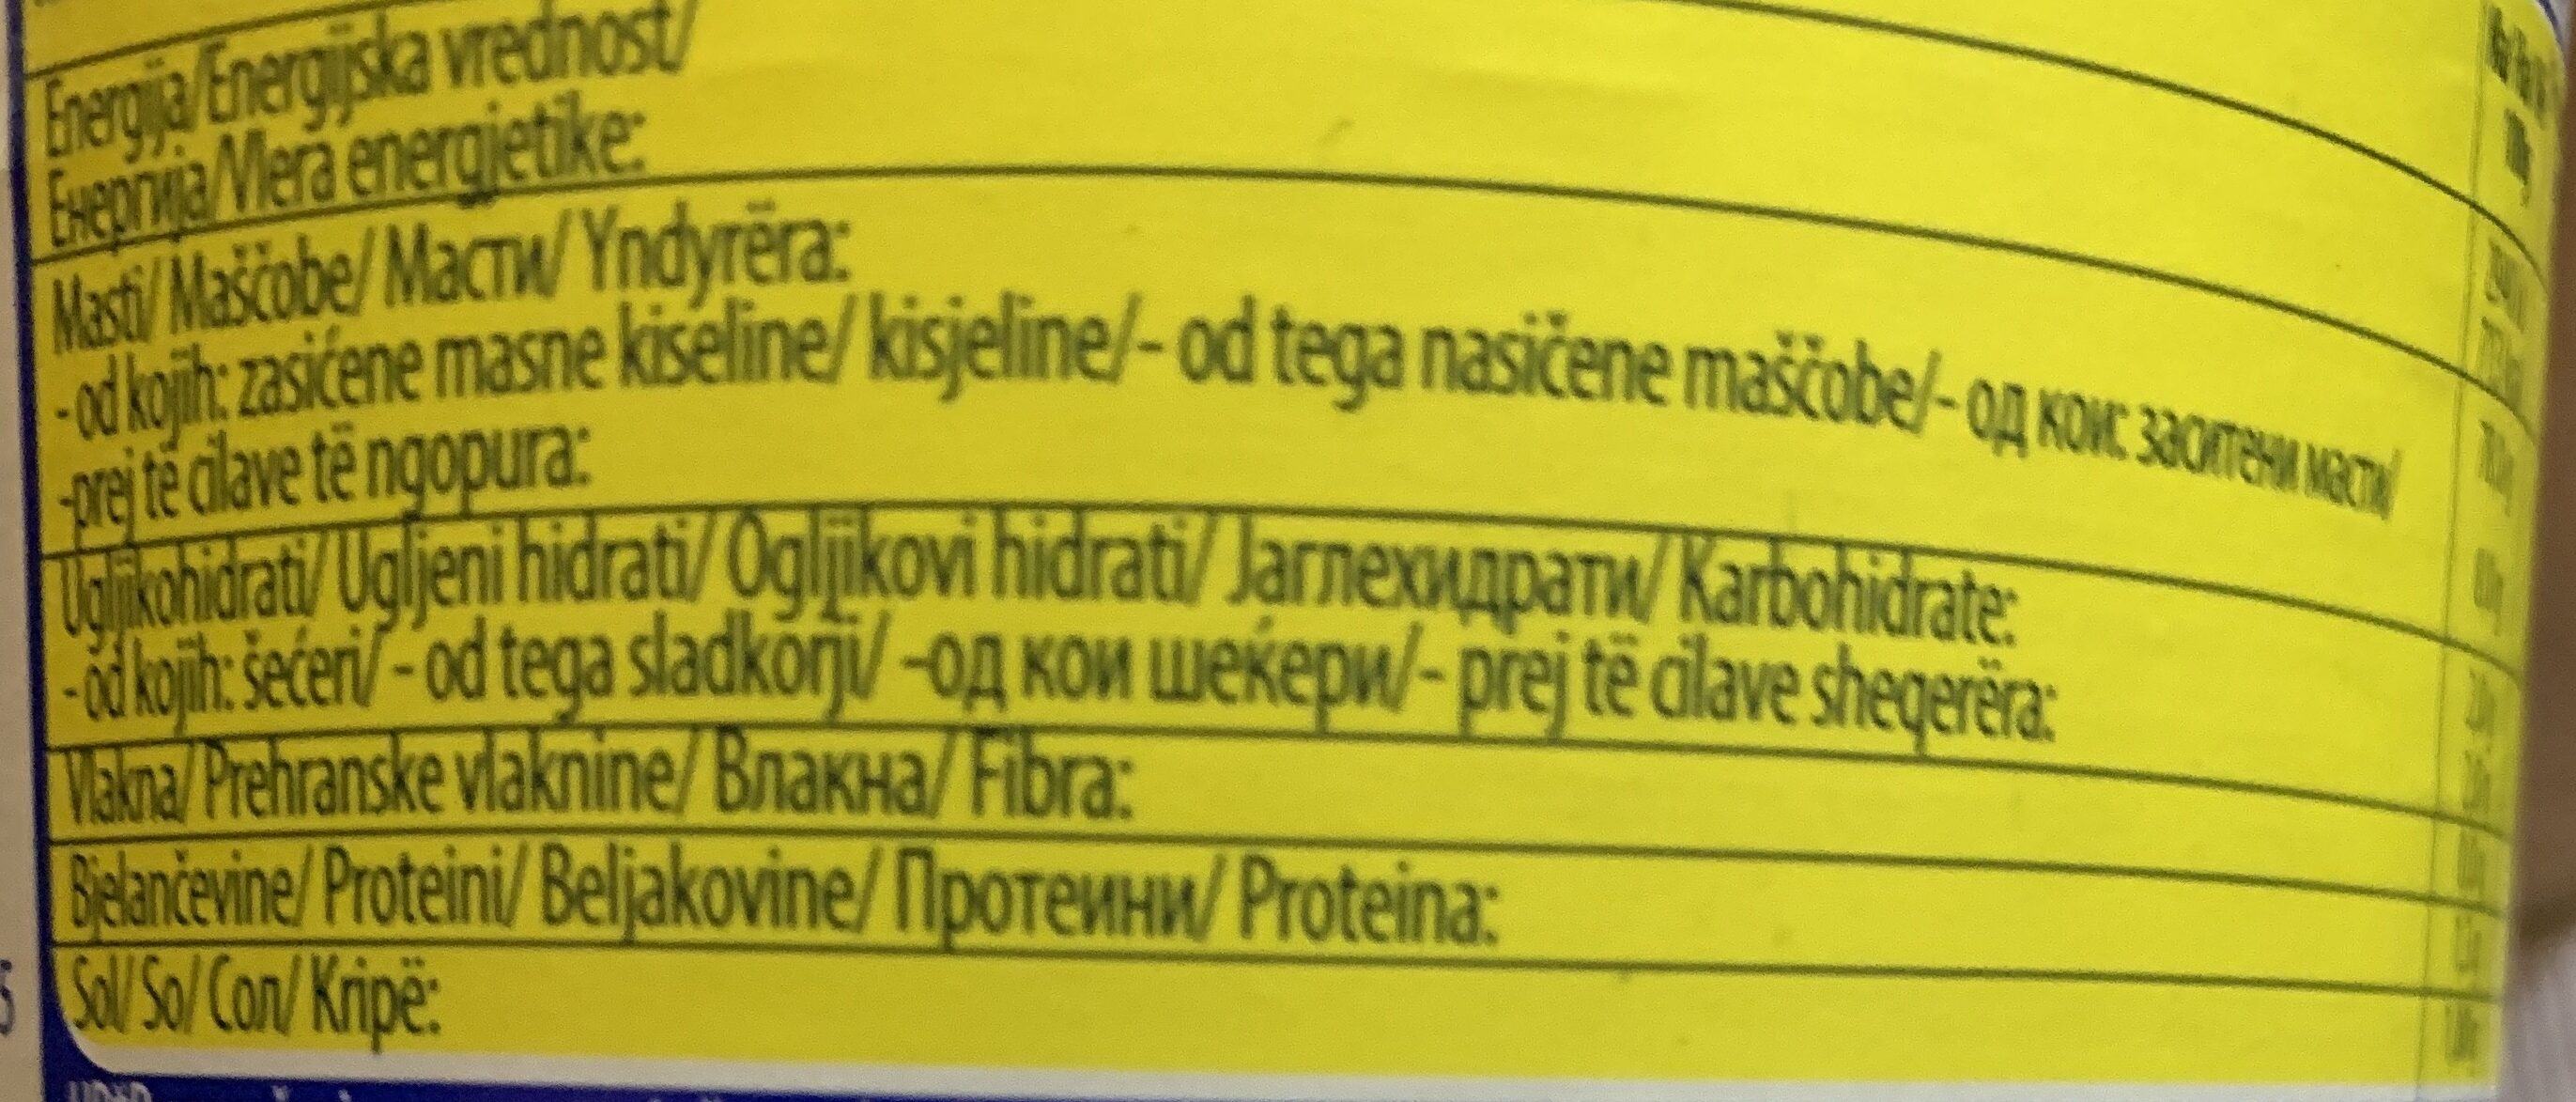 Energija/Energijska vrednost/
Енергија/Vlera energjetike:
Masti/ Maščobe/ Масти/ Yndyrëra:
- od kojih: zasićene masne kiseline/ kisjeline/- od tega nasičene maščobe/- од кои: заситени масти/
-prej të cilave të ngopura:
Ugljikohidrati/ Ugljeni hidrati/ Ogljikovi hidrati/ Јаглехидрати/ Karbohidrate:
- od kojih: šećeri/ - od tega sladkorji/ -од кои шеќери/- prej të cilave sheqerëra:
Vlakna/ Prehranske vlaknine/ Влакна/ Fibra:
Bjelančevine/ Proteini/ Beljakovine/ Протеини/ Proteina:
Sol/ So/ Сол/ Kripë: